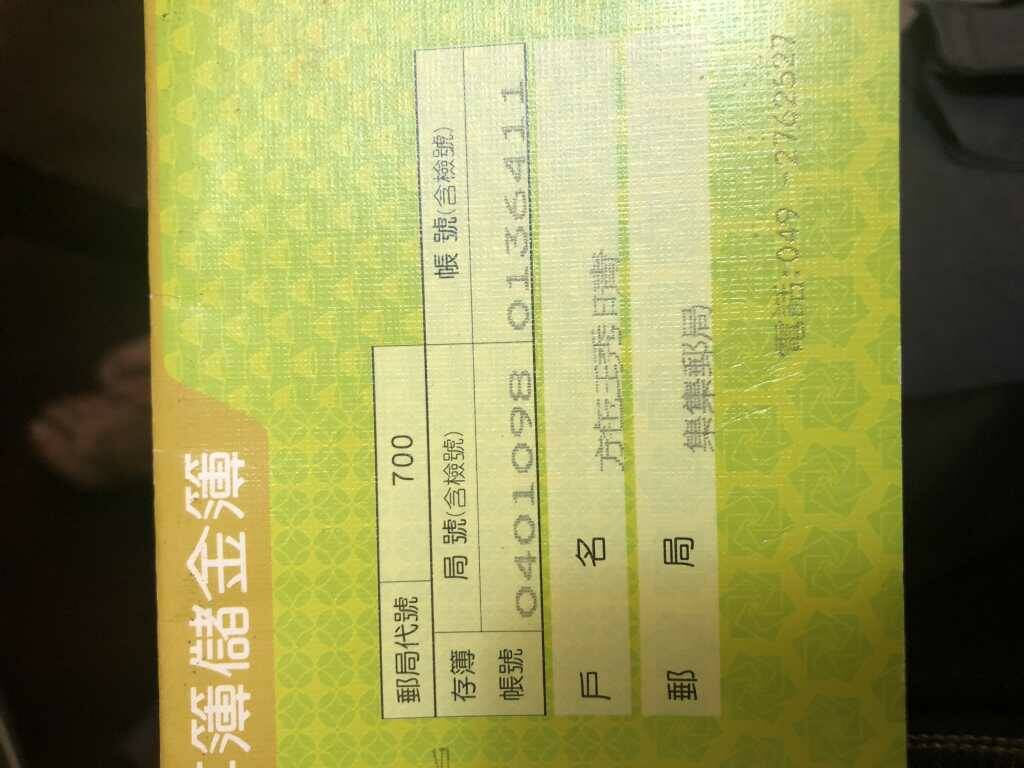 簿儲金簿
郵局代號 700
存簿帳號 局號(含檢號) 帳號(含檢號)
0401098 0136411
戶名
郵局 集集郵局
電話:049-2762627